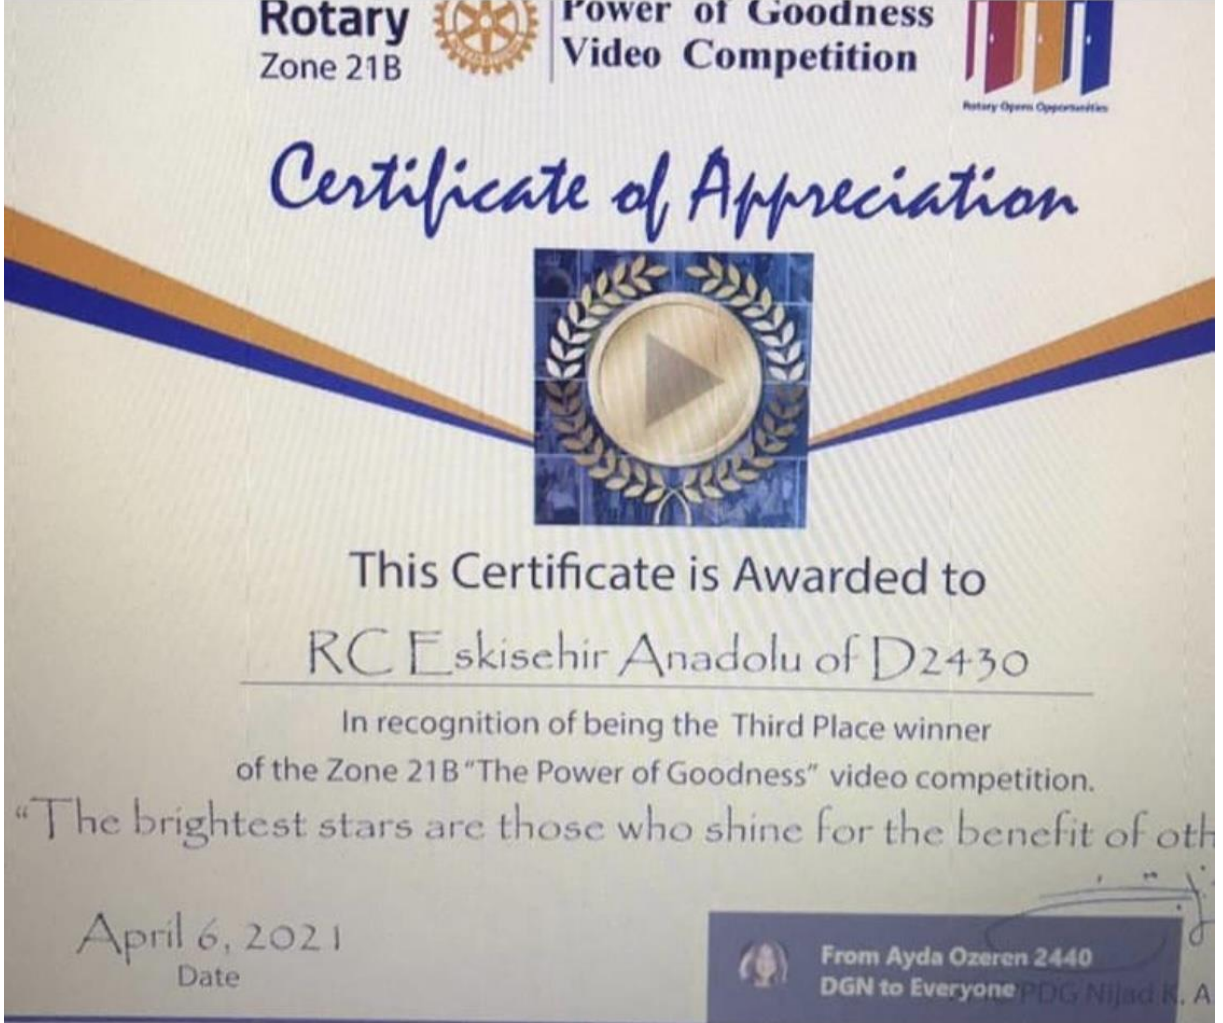 Rotary
Zone 21B
Power of Goodness
Video Competition
Rotary Opens Opportunities
Certificate of Appreciation
This Certificate is Awarded to
RC Eskisehir Anadolu of D2430
In recognition of being the Third Place winner
of the Zone 21B "The Power of Goodness" video competition.
"The brightest stars are those who shine for the benefit of oth
April 6, 2021
Date
From Ayda Ozeren 2440
DGN to Everyone
PDG Nijad K. A